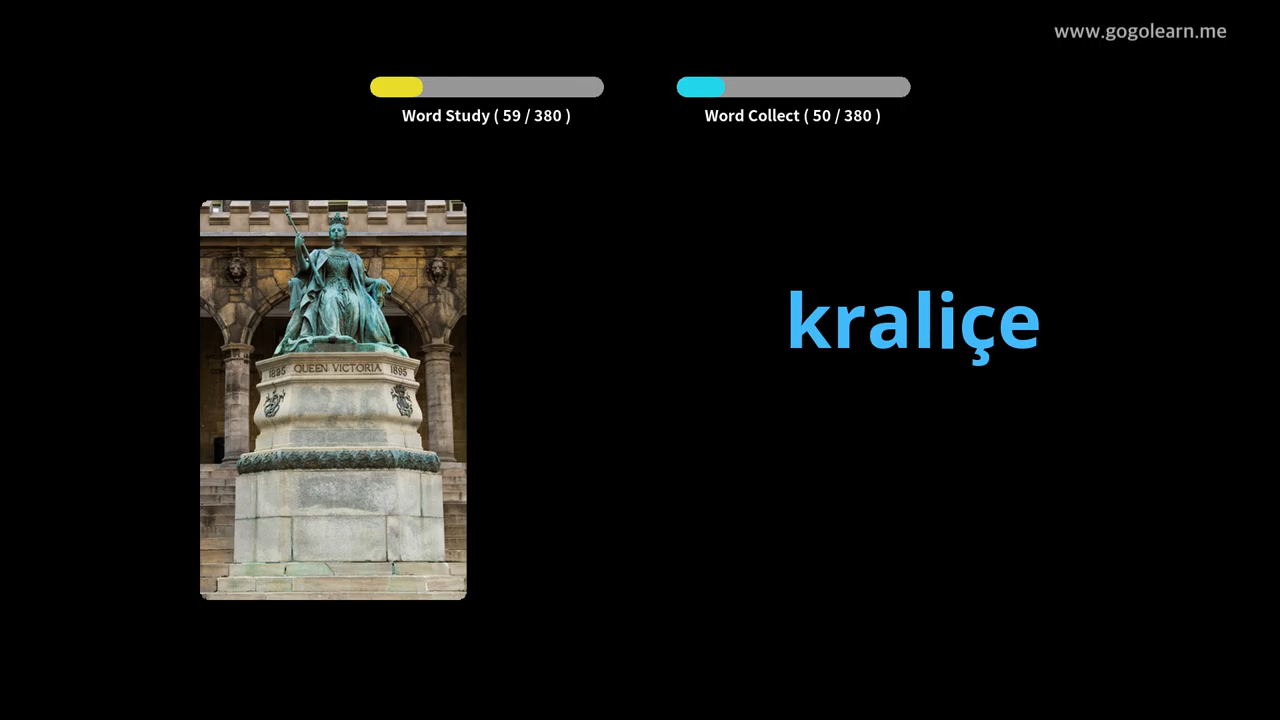 www.gogolearn.me
Word Study ( 59 / 380 )
Word Collect ( 50 / 380 )
1895 QUEEN VICTORIA 1895
kraliçe